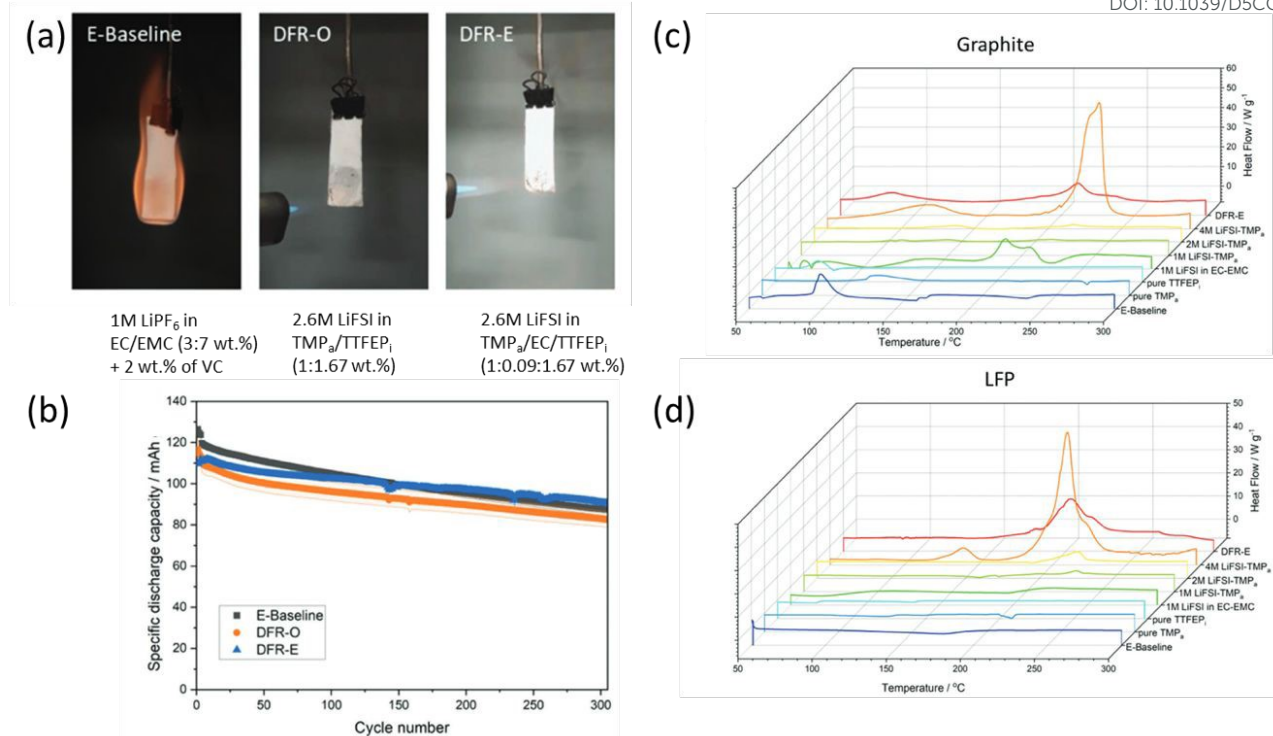 DOI: 10.1039/D5CC
(a)
E-Baseline
DFR-O
DFR-E
1M LiPF₆ in
EC/EMC (3:7 wt.%)
+ 2 wt.% of VC
2.6M LiFSI in
TMPₐ/TTFEPᵢ
(1:1.67 wt.%)
2.6M LiFSI in
TMPₐ/EC/TTFEPᵢ
(1:0.09:1.67 wt.%)
(b)
Specific discharge capacity / mAh
140
120
100
80
60
40
20
0
E-Baseline
DFR-O
DFR-E
0
50
100
150
200
250
300
Cycle number
(c)
Graphite
60
50
40
30
20
10
0
Heat Flow / W g⁻¹
DFR-E
4M LiFSI-TMPₐ
2M LiFSI-TMPₐ
1M LiFSI-TMPₐ
1M LiFSI in EC-EMC
pure TTFEPᵢ
pure TMPₐ
E-Baseline
50
100
150
200
250
300
Temperature / °C
(d)
LFP
50
40
30
20
10
0
Heat Flow / W g⁻¹
DFR-E
4M LiFSI-TMPₐ
2M LiFSI-TMPₐ
1M LiFSI-TMPₐ
1M LiFSI in EC-EMC
pure TTFEPᵢ
pure TMPₐ
E-Baseline
50
100
150
200
250
300
Temperature / °C